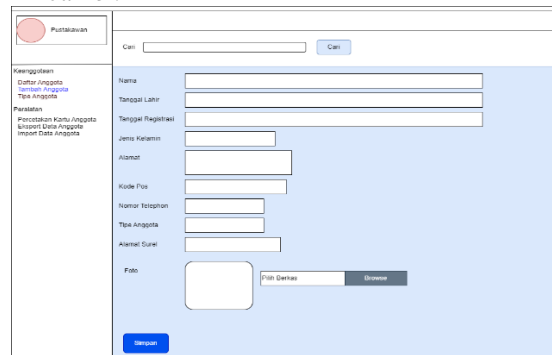 Pustakawan
Cari
Cari
Keanggotaan
Daftar Anggota
Tambah Anggota
Tipe Anggota
Peralatan
Percetakan Kartu Anggota
Eksport Data Anggota
Import Data Anggota
Nama
Tanggal Lahir
Tanggal Registrasi
Jenis Kelamin
Alamat
Kode Pos
Nomor Telephon
Tipe Anggota
Alamat Surel
Foto
Pilih Berkas
Browse
Simpan